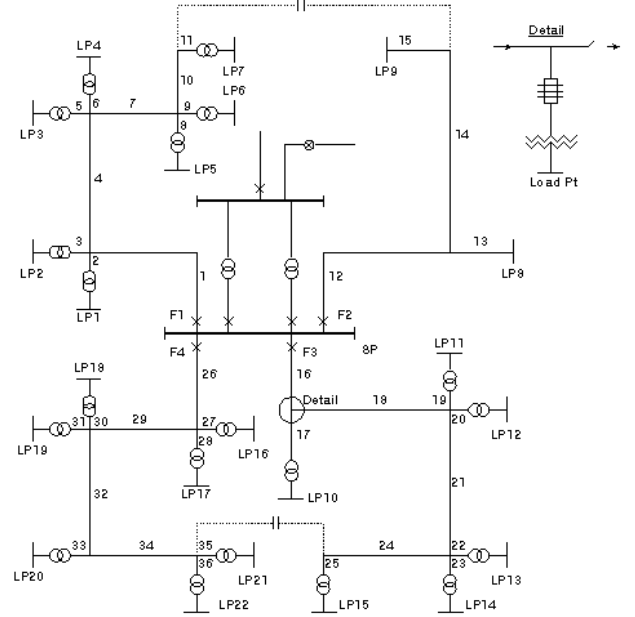 LP4
11
LP7
15
LP9
Detail
10
LP6
5
6
7
9
LP3
8
LP5
14
Load Pt
4
3
2
LP2
LP1
1
12
13
LP8
F1
F2
F4
F3
8P
LP11
LP18
26
16
Detail
18
19
20
LP12
31
30
29
27
28
17
LP19
LP16
LP17
LP10
32
21
33
34
35
36
24
25
22
23
LP20
LP21
LP13
LP22
LP15
LP14